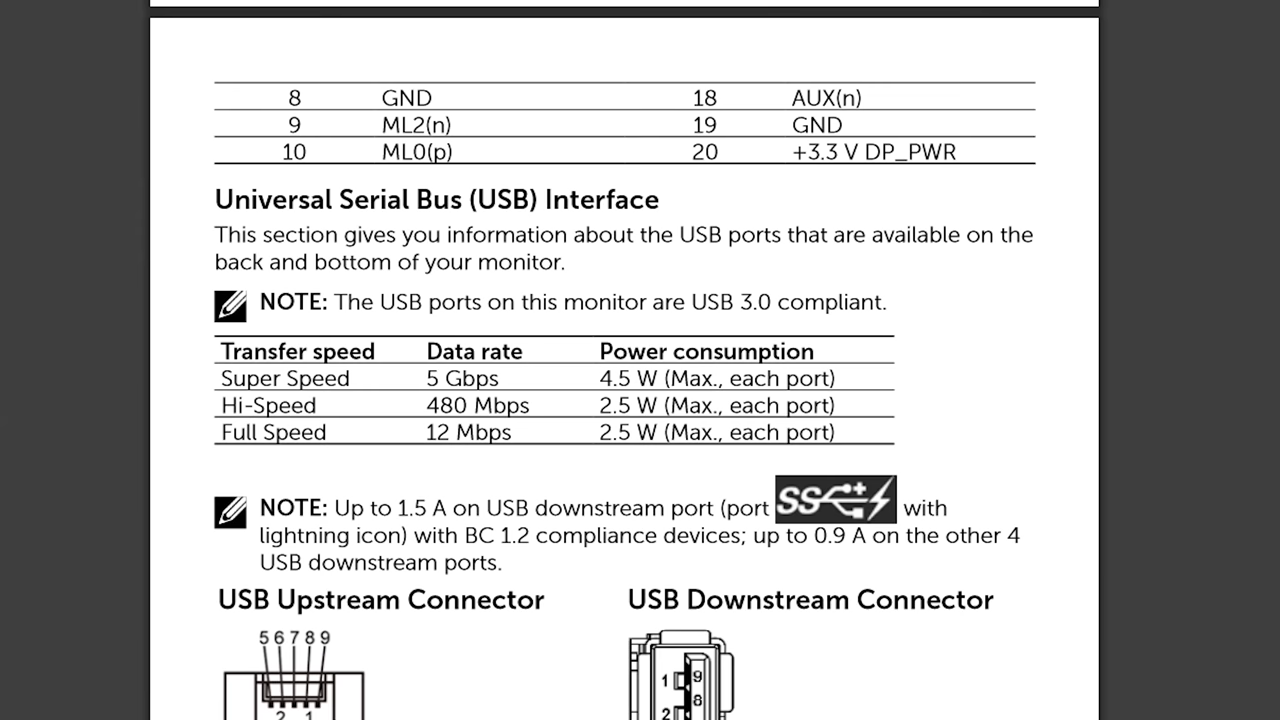 8 GND 18 AUX(n)
9 ML2(n) 19 GND
10 ML0(p) 20 +3.3 V DP_PWR
Universal Serial Bus (USB) Interface
This section gives you information about the USB ports that are available on the
back and bottom of your monitor.
NOTE: The USB ports on this monitor are USB 3.0 compliant.
Transfer speed Data rate Power consumption
Super Speed 5 Gbps 4.5 W (Max., each port)
Hi-Speed 480 Mbps 2.5 W (Max., each port)
Full Speed 12 Mbps 2.5 W (Max., each port)
NOTE: Up to 1.5 A on USB downstream port (port SS with
lightning icon) with BC 1.2 compliance devices; up to 0.9 A on the other 4
USB downstream ports.
USB Upstream Connector USB Downstream Connector
5 6 7 8 9
2 1
1 9
8
2